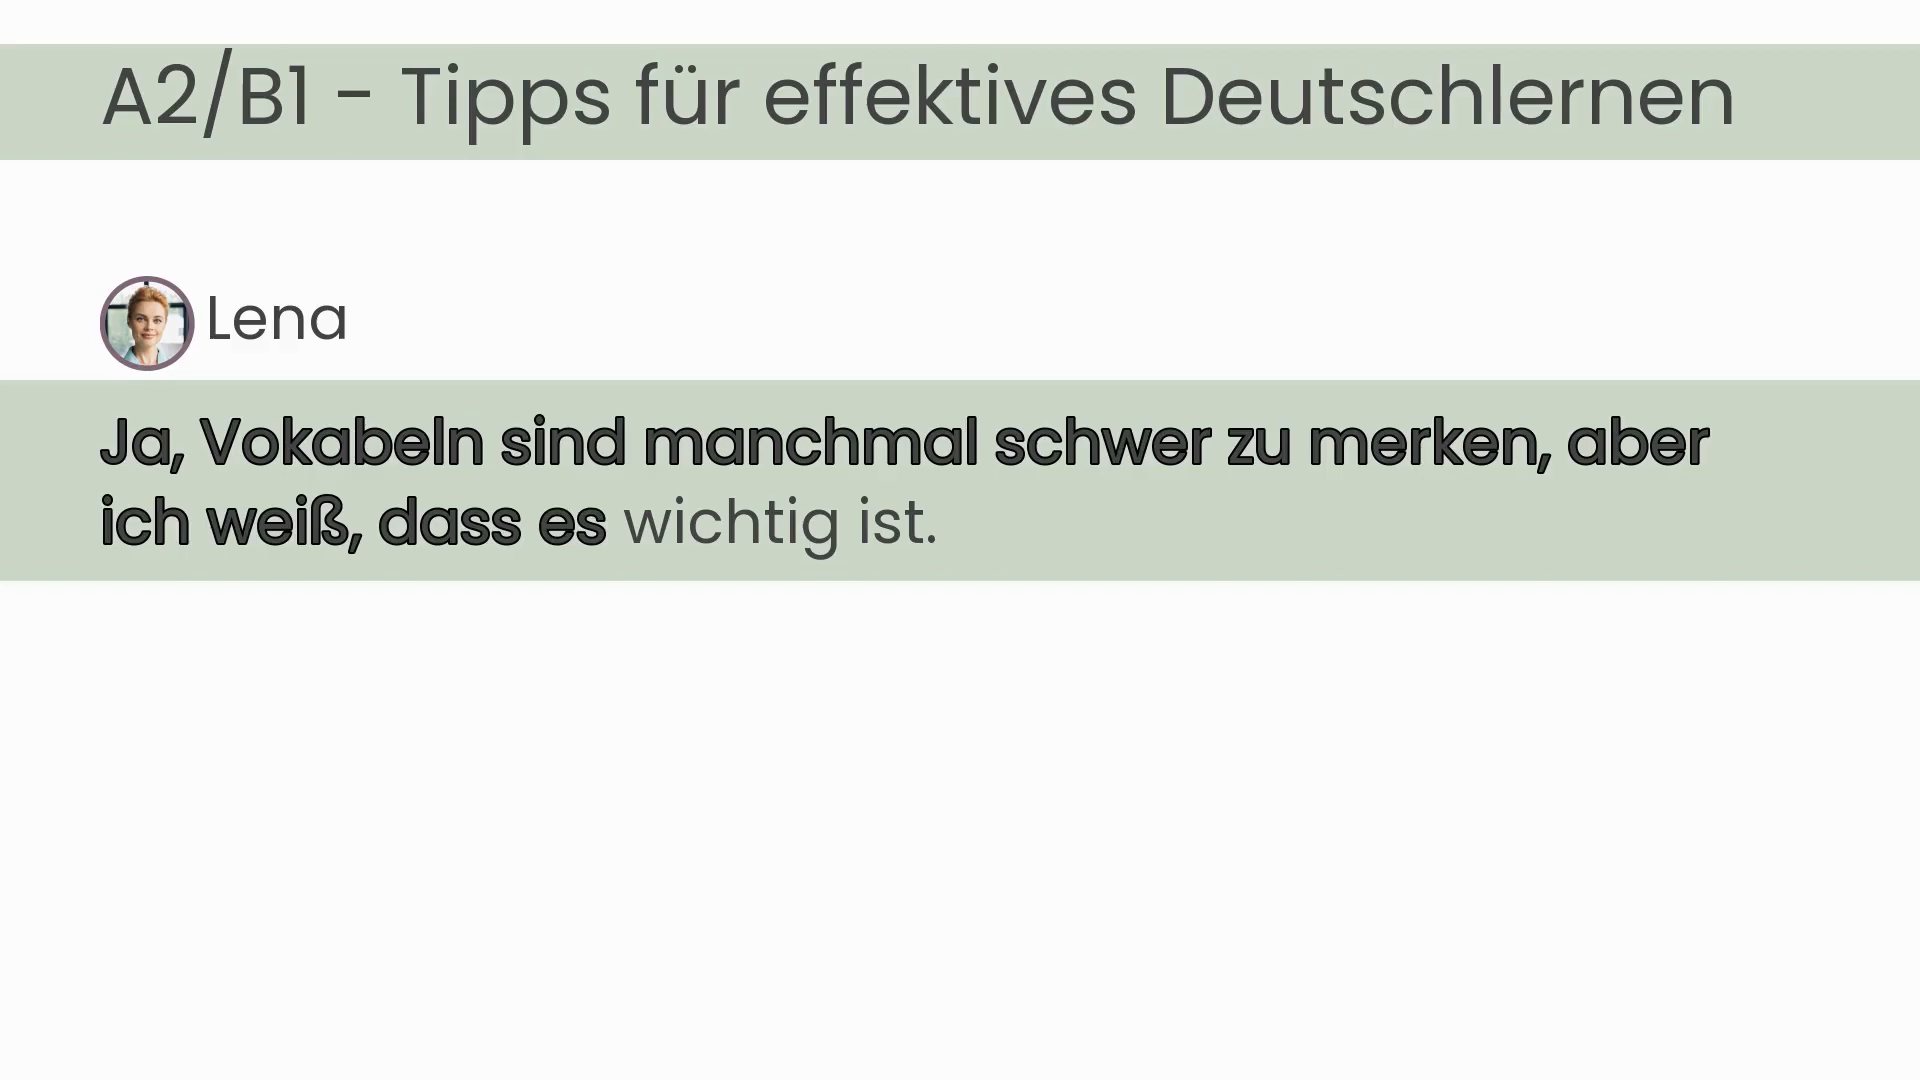 A2/B1 - Tipps für effektives Deutschlernen
Lena
Ja, Vokabeln sind manchmal schwer zu merken, aber
ich weiß, dass es wichtig ist.